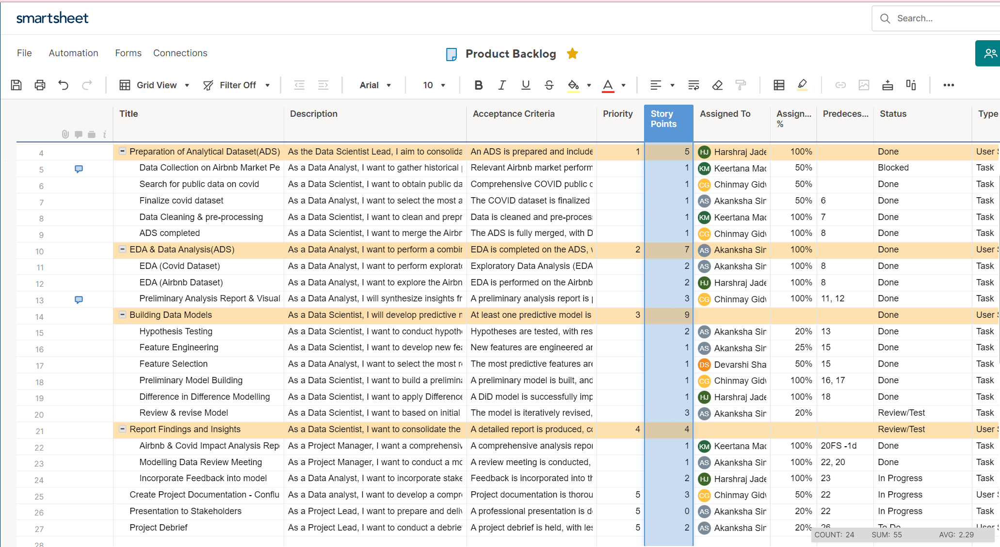 smartsheet
Search...
File Automation Forms Connections
Product Backlog
Grid View Filter Off Arial 10 B I U S A
Title Description Acceptance Criteria Priority Story Points Assigned To Assign... % Predeces... Status Type
4 Preparation of Analytical Dataset(ADS) As the Data Scientist Lead, I aim to consolida An ADS is prepared and include 1 5 HJ Harshraj Jade 100% Done User
5 Data Collection on Airbnb Market Pe As a Data Analyst, I want to gather historical Relevant Airbnb market perform 1 KM Keertana Mac 50% Blocked Task
6 Search for public data on covid As a Data Scientist, I want to obtain public da Comprehensive COVID public 1 CG Chinmay Gid 50% Done Task
7 Finalize covid dataset As a Data Analyst, I want to select the most a The COVID dataset is finalized 1 AS Akanksha Sin 50% 6 Done Task
8 Data Cleaning & pre-processing As a Data Scientist, I want to clean and prepr Data is cleaned and pre-proces 1 KM Keertana Mac 100% 7 Done Task
9 ADS completed As a Data Scientist, I want to merge the Airbn The ADS is fully merged, with D 1 CG Chinmay Gid 100% 8 Done Task
10 EDA & Data Analysis(ADS) As a Data Analyst, I want to perform a combin EDA is completed on the ADS, 2 7 AS Akanksha Sin 100% Done User
11 EDA (Covid Dataset) As a Data Analyst, I want to perform explorato Exploratory Data Analysis (EDA 2 AS Akanksha Sin 100% 8 Done Task
12 EDA (Airbnb Dataset) As a Data Analyst, I want to explore the Airbn EDA is performed on the Airbnb 2 HJ Harshraj Jade 100% 8 Done Task
13 Preliminary Analysis Report & Visual As a Data Analyst, I will synthesize insights fr A preliminary analysis report is 3 CG Chinmay Gid 100% 11, 12 Done Task
14 Building Data Models As a Data Scientist, I will develop predictive At least one predictive model is 3 9 Done User
15 Hypothesis Testing As a Data Scientist, I want to conduct hypoth Hypotheses are tested, with res 2 AS Akanksha Sin 20% 13 Done Task
16 Feature Engineering As a Data Scientist, I want to develop new fea New features are engineered ar 1 AS Akanksha Sin 25% 15 Done Task
17 Feature Selection As a Data Analyst, I want to select the most The most predictive features are 1 DS Devarshi Sha 50% 15 Done Task
18 Preliminary Model Building As a Data Scientist, I want to build a prelimin A preliminary model is built, and 1 CG Chinmay Gid 100% 16, 17 Done Task
19 Difference in Difference Modelling As a Data Scientist, I want to apply Difference A DiD model is successfully imp 1 HJ Harshraj Jade 100% 18 Done Task
20 Review & revise Model As a Data Scientist, I want to based on initial The model is iteratively revised, 3 AS Akanksha Sin 20% Review/Test Task
21 Report Findings and Insights As a Data Scientist, I want to consolidate the A detailed report is produced, 4 4 Review/Test User
22 Airbnb & Covid Impact Analysis Rep As a Project Manager, I want a comprehensiv A comprehensive analysis repor 1 KM Keertana Mac 100% 20FS -1d Done Task
23 Modelling Data Review Meeting As a Project Manager, I want to conduct a mo A review meeting is conducted, 1 AS Akanksha Sin 100% 22, 20 Done Task
24 Incorporate Feedback into model As a Data Analyst, I want to incorporate stake Feedback is incorporated into th 2 HJ Harshraj Jade 100% 23 In Progress Task
25 Create Project Documentation - Conflu As a Data analyst, I want to develop a compr Project documentation is thorou 5 3 CG Chinmay Gid 50% 22 In Progress User
26 Presentation to Stakeholders As a Project Lead, I want to prepare and deliv A professional presentation is d 5 0 AS Akanksha Sin 20% 22 In Progress Task
27 Project Debrief As a Project Lead, I want to conduct a debrie A project debrief is held, with les 5 2 AS Akanksha Sin 20% 26 To Do User
28
COUNT: 24 SUM: 55 AVG: 2.29